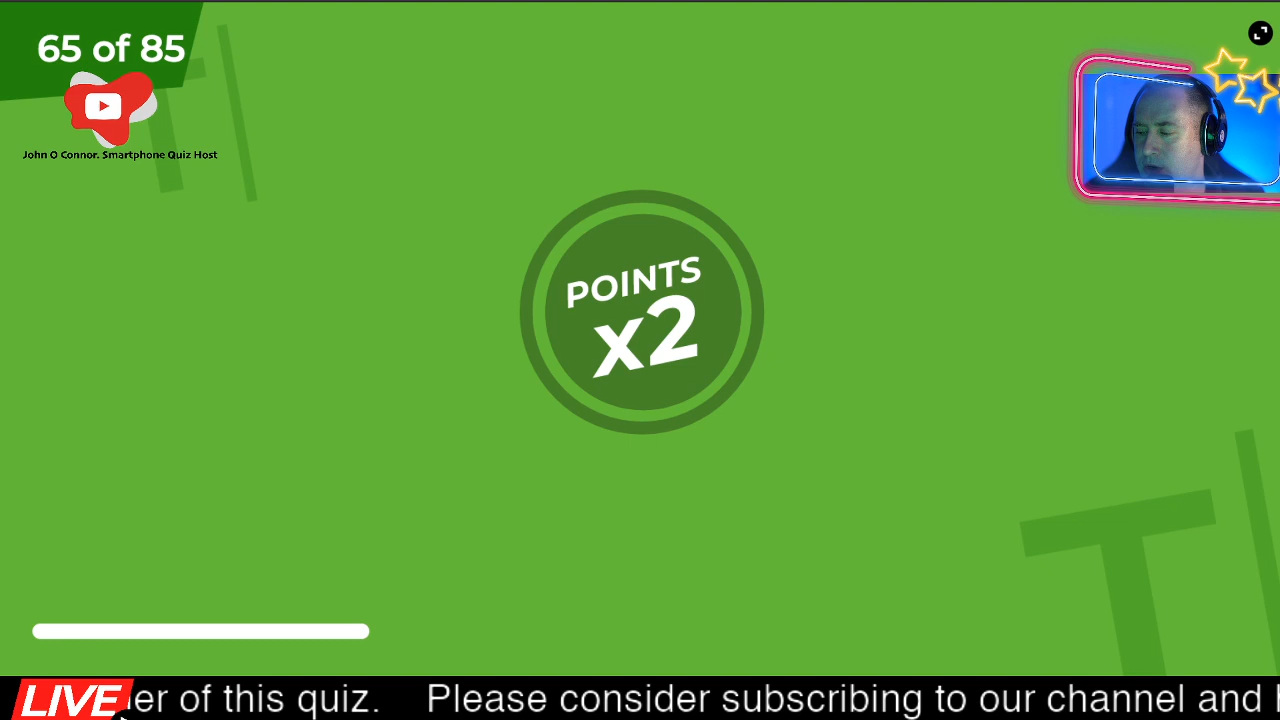 65 of 85
John O Connor. Smartphone Quiz Host
POINTS
x2
T|
T|
LIVE
of this quiz. Please consider subscribing to our channel and